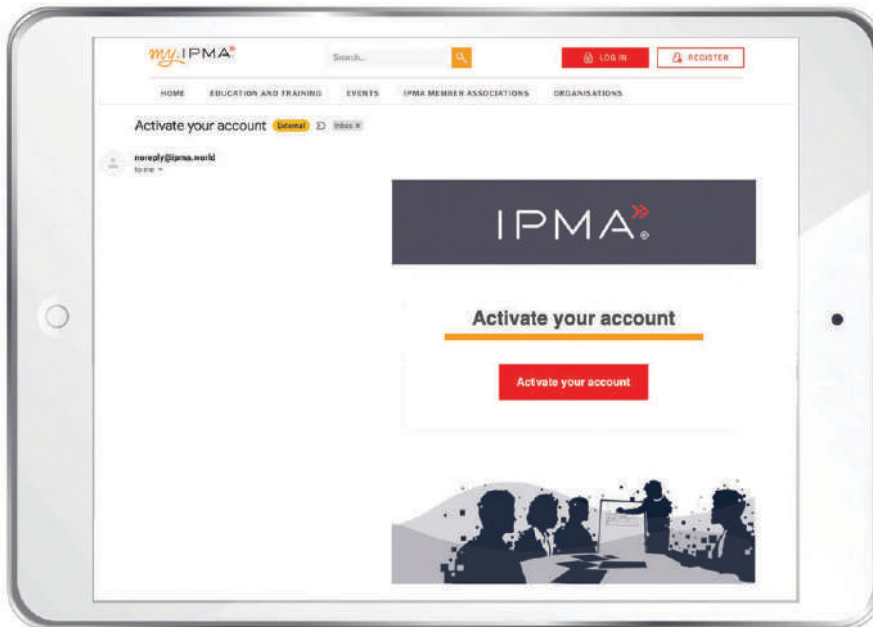 my.IPMA
Search...
LOG IN
REGISTER
HOME EDUCATION AND TRAINING EVENTS IPMA MEMBER ASSOCIATIONS ORGANISATIONS
Activate your account External Inbox x
noreply@ipma.world
to me
IPMA®
Activate your account
Activate your account